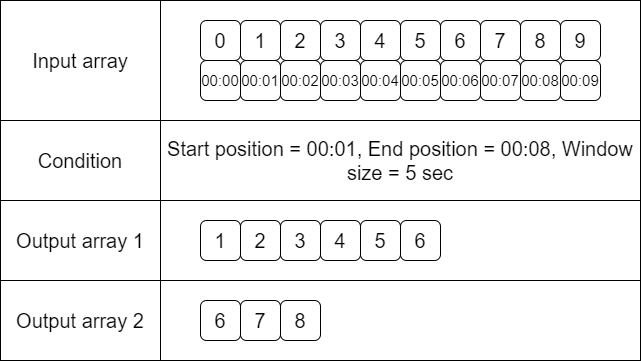 Input array
0 1 2 3 4 5 6 7 8 9
00:00 00:01 00:02 00:03 00:04 00:05 00:06 00:07 00:08 00:09
Condition
Start position = 00:01, End position = 00:08, Window
size = 5 sec
Output array 1
1 2 3 4 5 6
Output array 2
6 7 8